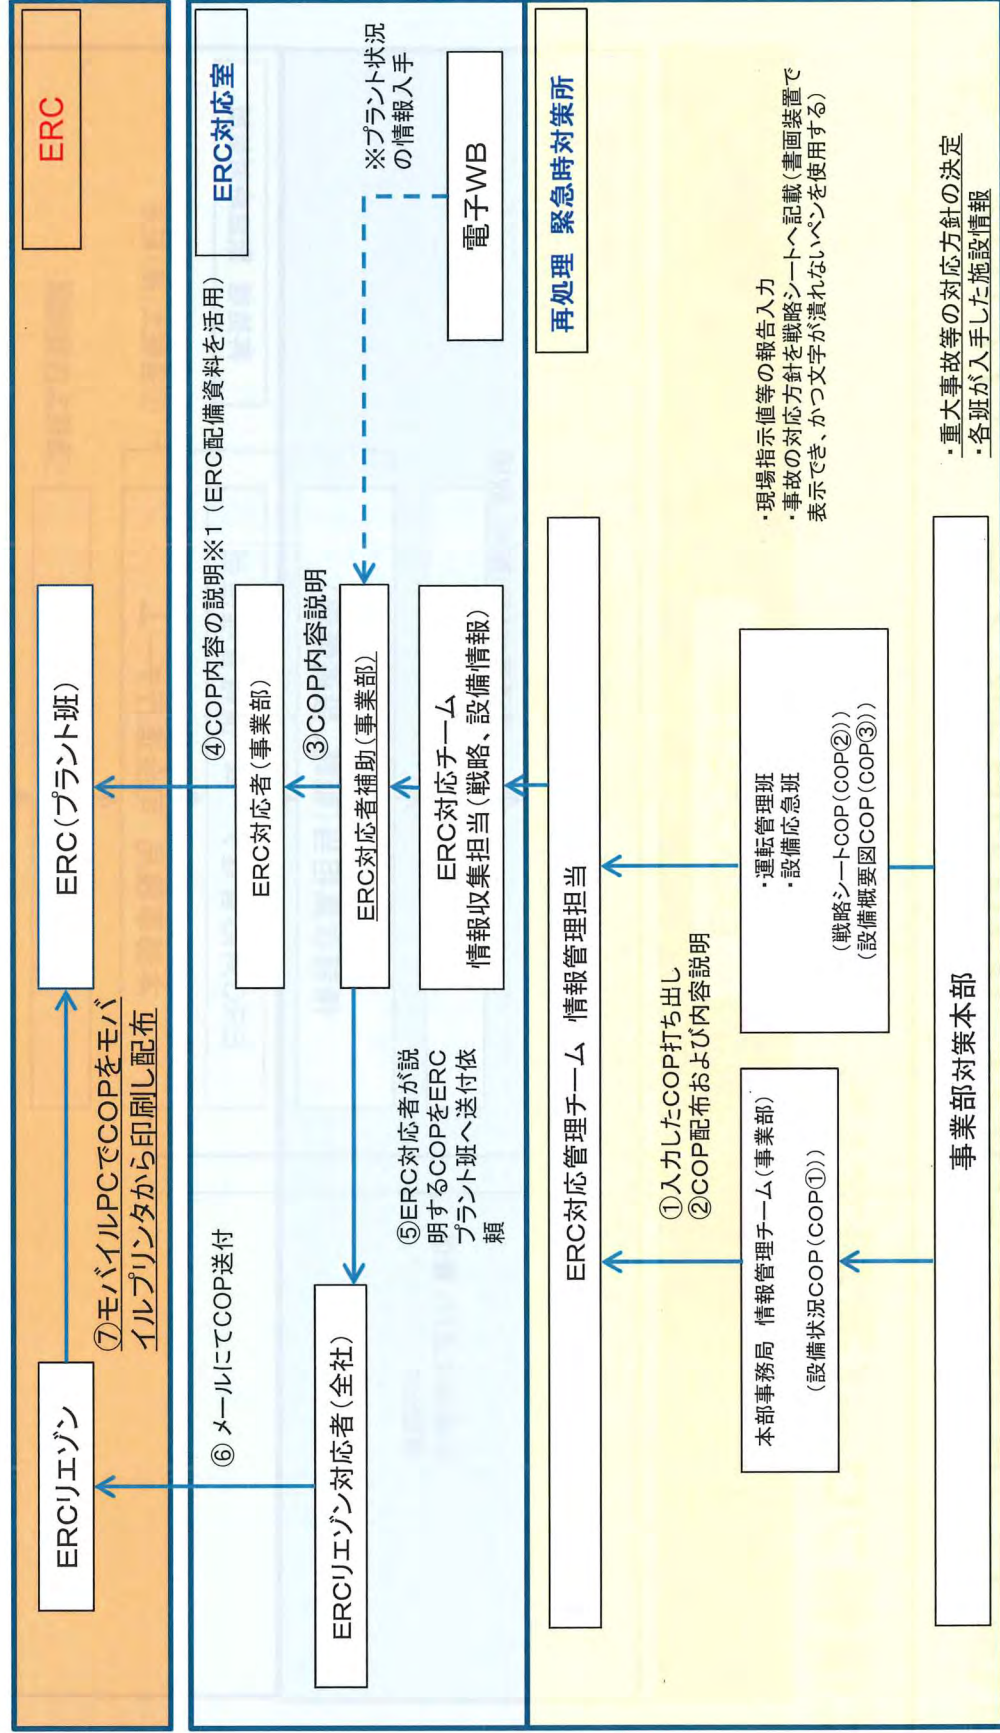 ERC
ERCリエゾン
ERC(プラント班)
⑦モバイルPCでCOPをモバ
イルプリンタから印刷し配布
ERC対応室
⑥ メールにてCOP送付
④COP内容の説明※1 (ERC配備資料を活用)
ERC対応者(事業部)
③COP内容説明
ERC対応者補助(事業部)
ERCリエゾン対応者(全社)
⑤ERC対応者が説
明するCOPをERC
プラント班へ送付依
頼
ERC対応チーム
情報収集担当(戦略、設備情報)
※プラント状況
の情報入手
電子WB
再処理 緊急時対策所
ERC対応管理チーム 情報管理担当
①入力したCOP打ち出し
②COP配布および内容説明
本部事務局 情報管理チーム(事業部)
(設備状況COP(COP①))
・運転管理班
・設備応急班
(戦略シートCOP(COP②))
(設備概要図COP(COP③))
・現場指示値等の報告入力
・事故の対応方針を戦略シートへ記載(書画装置で
表示でき、かつ文字が潰れないペンを使用する)
事業部対策本部
・重大事故等の対応方針の決定
・各班が入手した施設情報